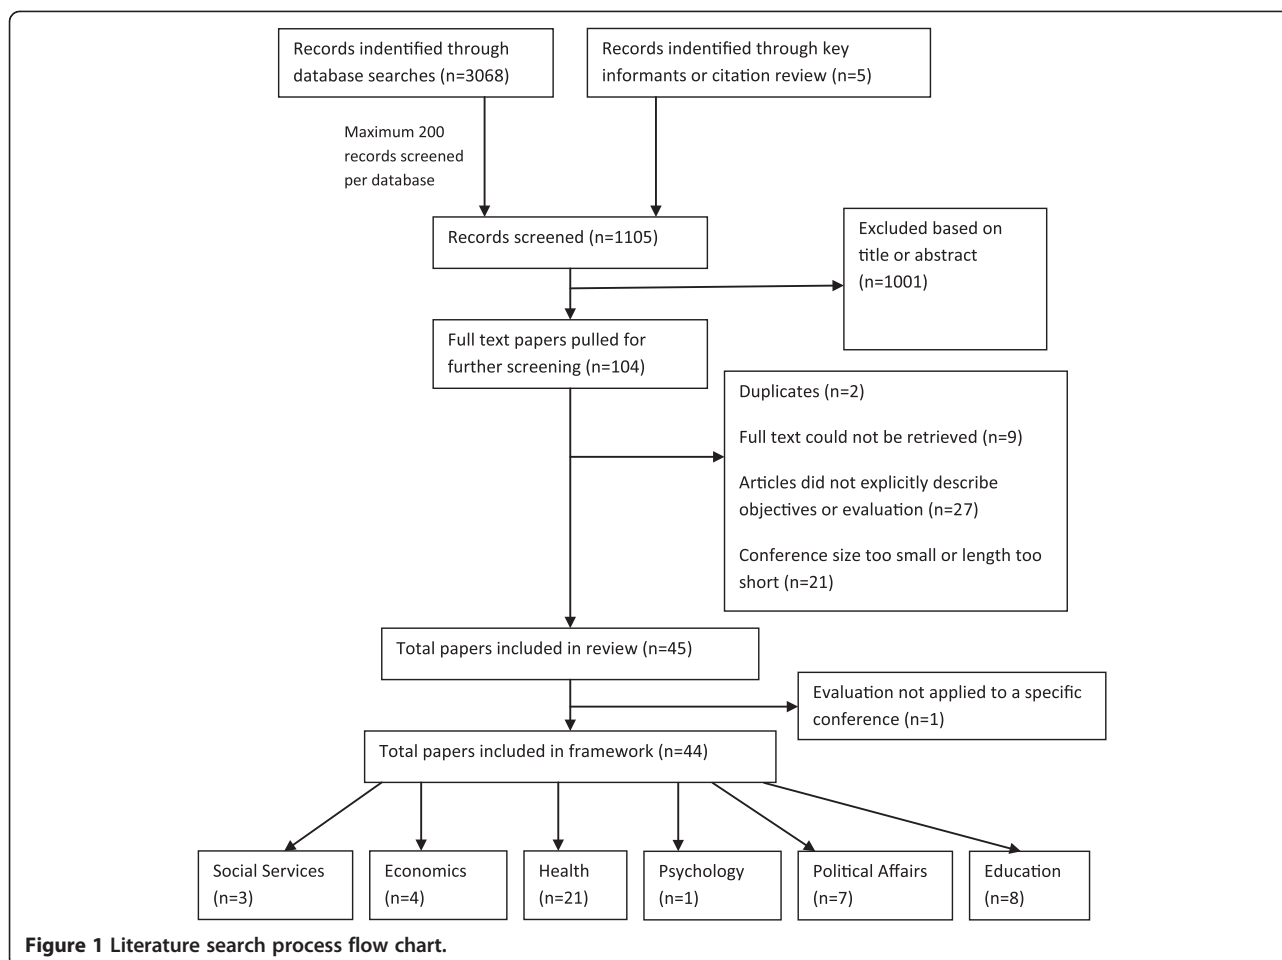 Records indentified through
database searches (n=3068)
Records indentified through key
informants or citation review (n=5)
Maximum 200
records screened
per database
Records screened (n=1105)
Excluded based on
title or abstract
(n=1001)
Full text papers pulled for
further screening (n=104)
Duplicates (n=2)
Full text could not be retrieved (n=9)
Articles did not explicitly describe
objectives or evaluation (n=27)
Conference size too small or length too
short (n=21)
Total papers included in review (n=45)
Evaluation not applied to a specific
conference (n=1)
Total papers included in framework (n=44)
Social Services
(n=3)
Economics
(n=4)
Health
(n=21)
Psychology
(n=1)
Political Affairs
(n=7)
Education
(n=8)
Figure 1 Literature search process flow chart.